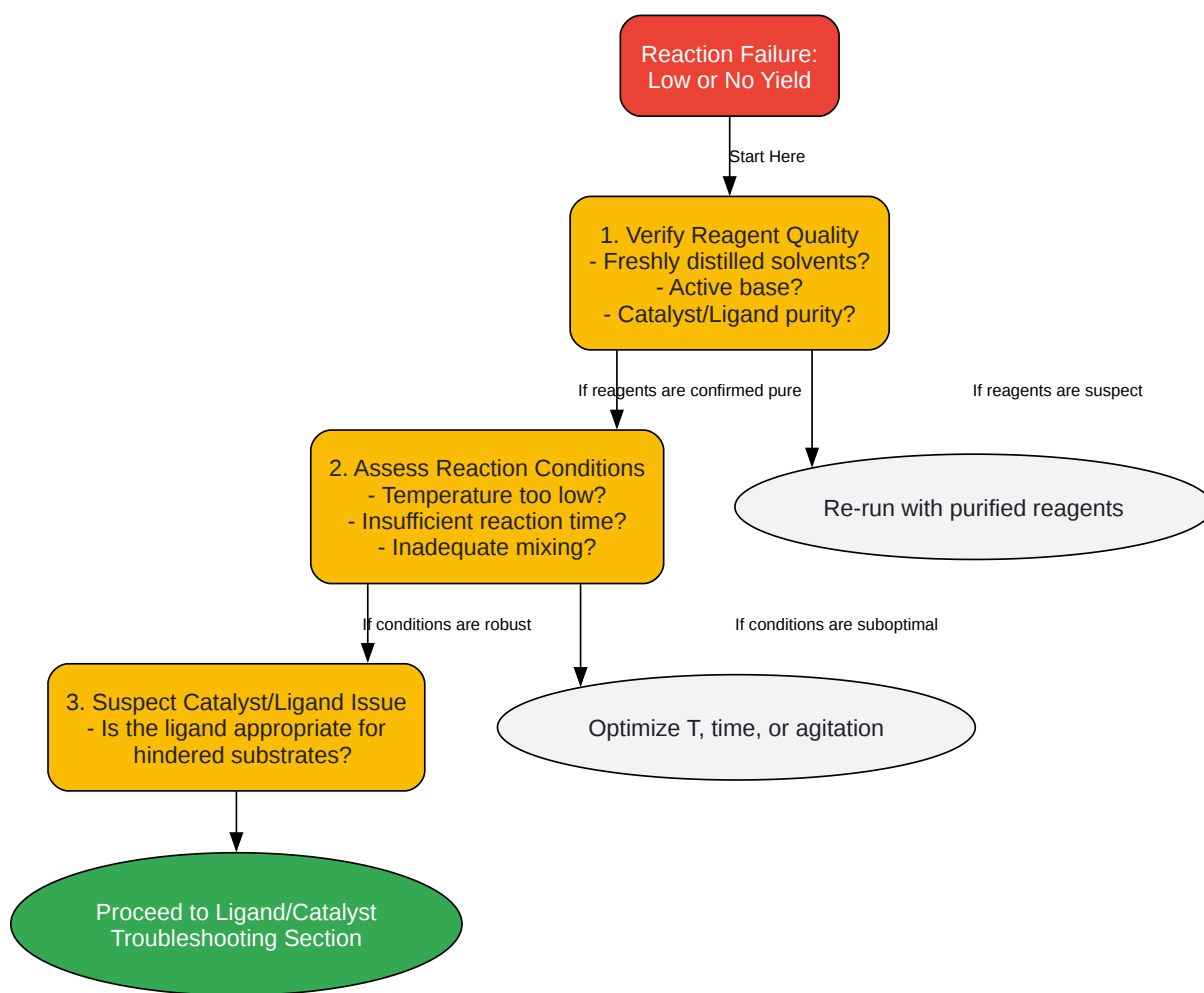 Reaction Failure:
Low or No Yield
Start Here
1. Verify Reagent Quality
- Freshly distilled solvents?
- Active base?
- Catalyst/Ligand purity?
If reagents are confirmed pure
If reagents are suspect
2. Assess Reaction Conditions
- Temperature too low?
- Insufficient reaction time?
- Inadequate mixing?
Re-run with purified reagents
If conditions are robust
If conditions are suboptimal
3. Suspect Catalyst/Ligand Issue
- Is the ligand appropriate for
hindered substrates?
Optimize T, time, or agitation
Proceed to Ligand/Catalyst
Troubleshooting Section